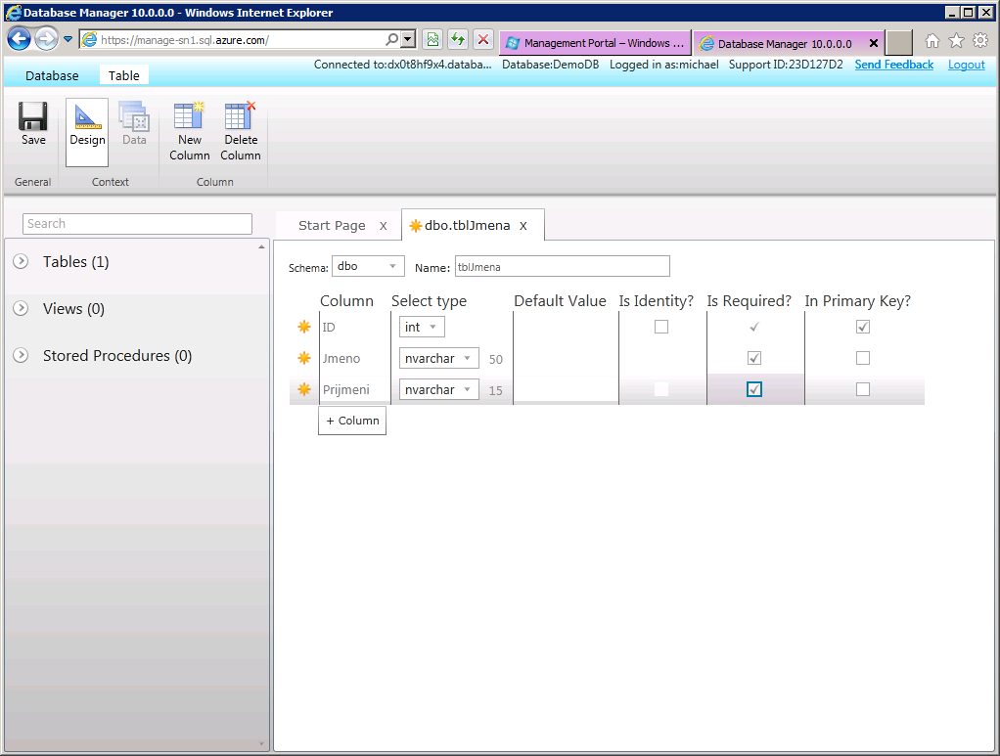 Database Manager 10.0.0.0 - Windows Internet Explorer
https://manage-sn1.sql.azure.com/
Management Portal – Windows ...
Database Manager 10.0.0.0
Connected to:dx0t8hf9x4.databa... Database:DemoDB Logged in as:michael Support ID:23D127D2 Send Feedback Logout
Database Table
Save Design Data New Column Delete Column
General Context Column
Search
Start Page X dbo.tblJmena X
Tables (1)
Views (0)
Stored Procedures (0)
Schema: dbo Name: tblJmena
Column Select type Default Value Is Identity? Is Required? In Primary Key?
ID int
Jmeno nvarchar 50
Prijmeni nvarchar 15
+ Column